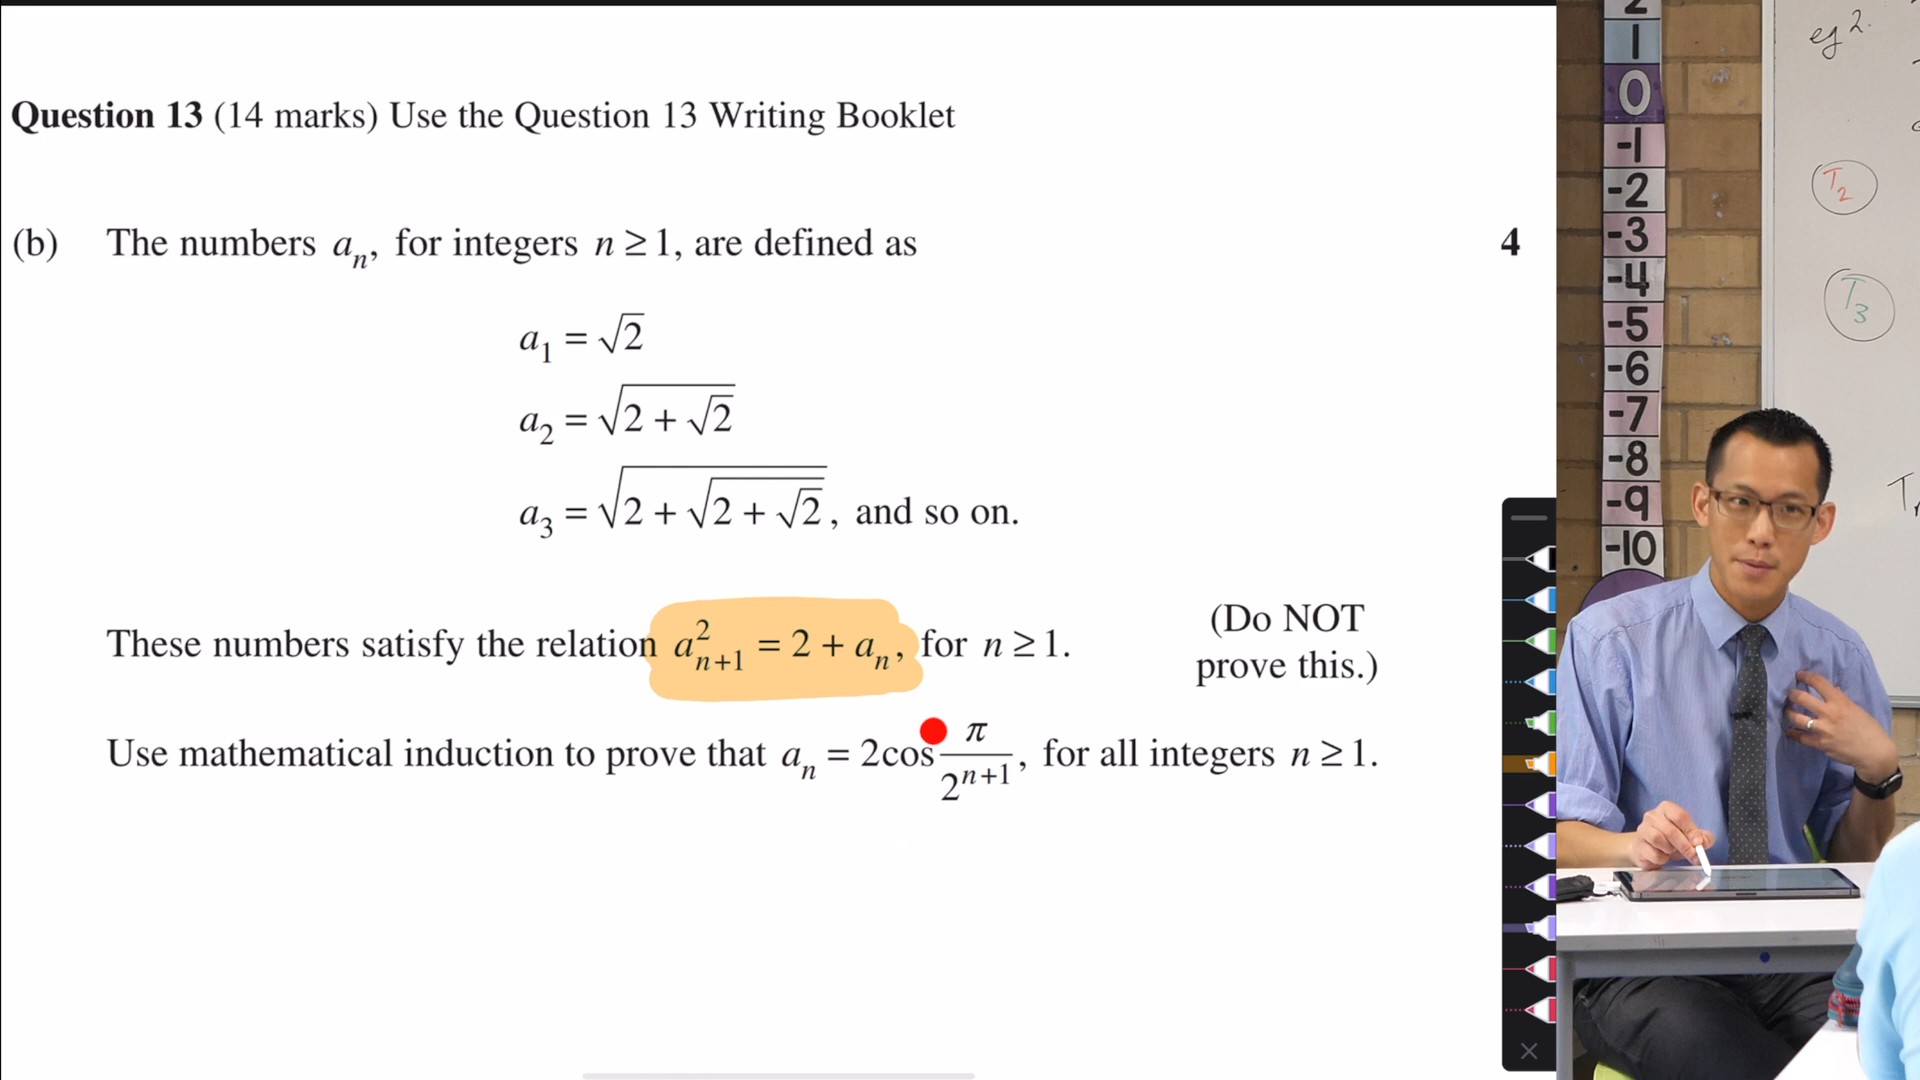 Question 13 (14 marks) Use the Question 13 Writing Booklet
(b) The numbers aₙ, for integers n ≥ 1, are defined as 4
a₁ = √2
a₂ = √(2 + √2)
a₃ = √(2 + √(2 + √2)), and so on.
These numbers satisfy the relation a²ₙ₊₁ = 2 + aₙ, for n ≥ 1. (Do NOT
prove this.)
Use mathematical induction to prove that aₙ = 2cos π/2ⁿ⁺¹, for all integers n ≥ 1.
1
0
-1
-2
-3
-4
-5
-6
-7
-8
-9
-10
eg 2.
T₂
T₃